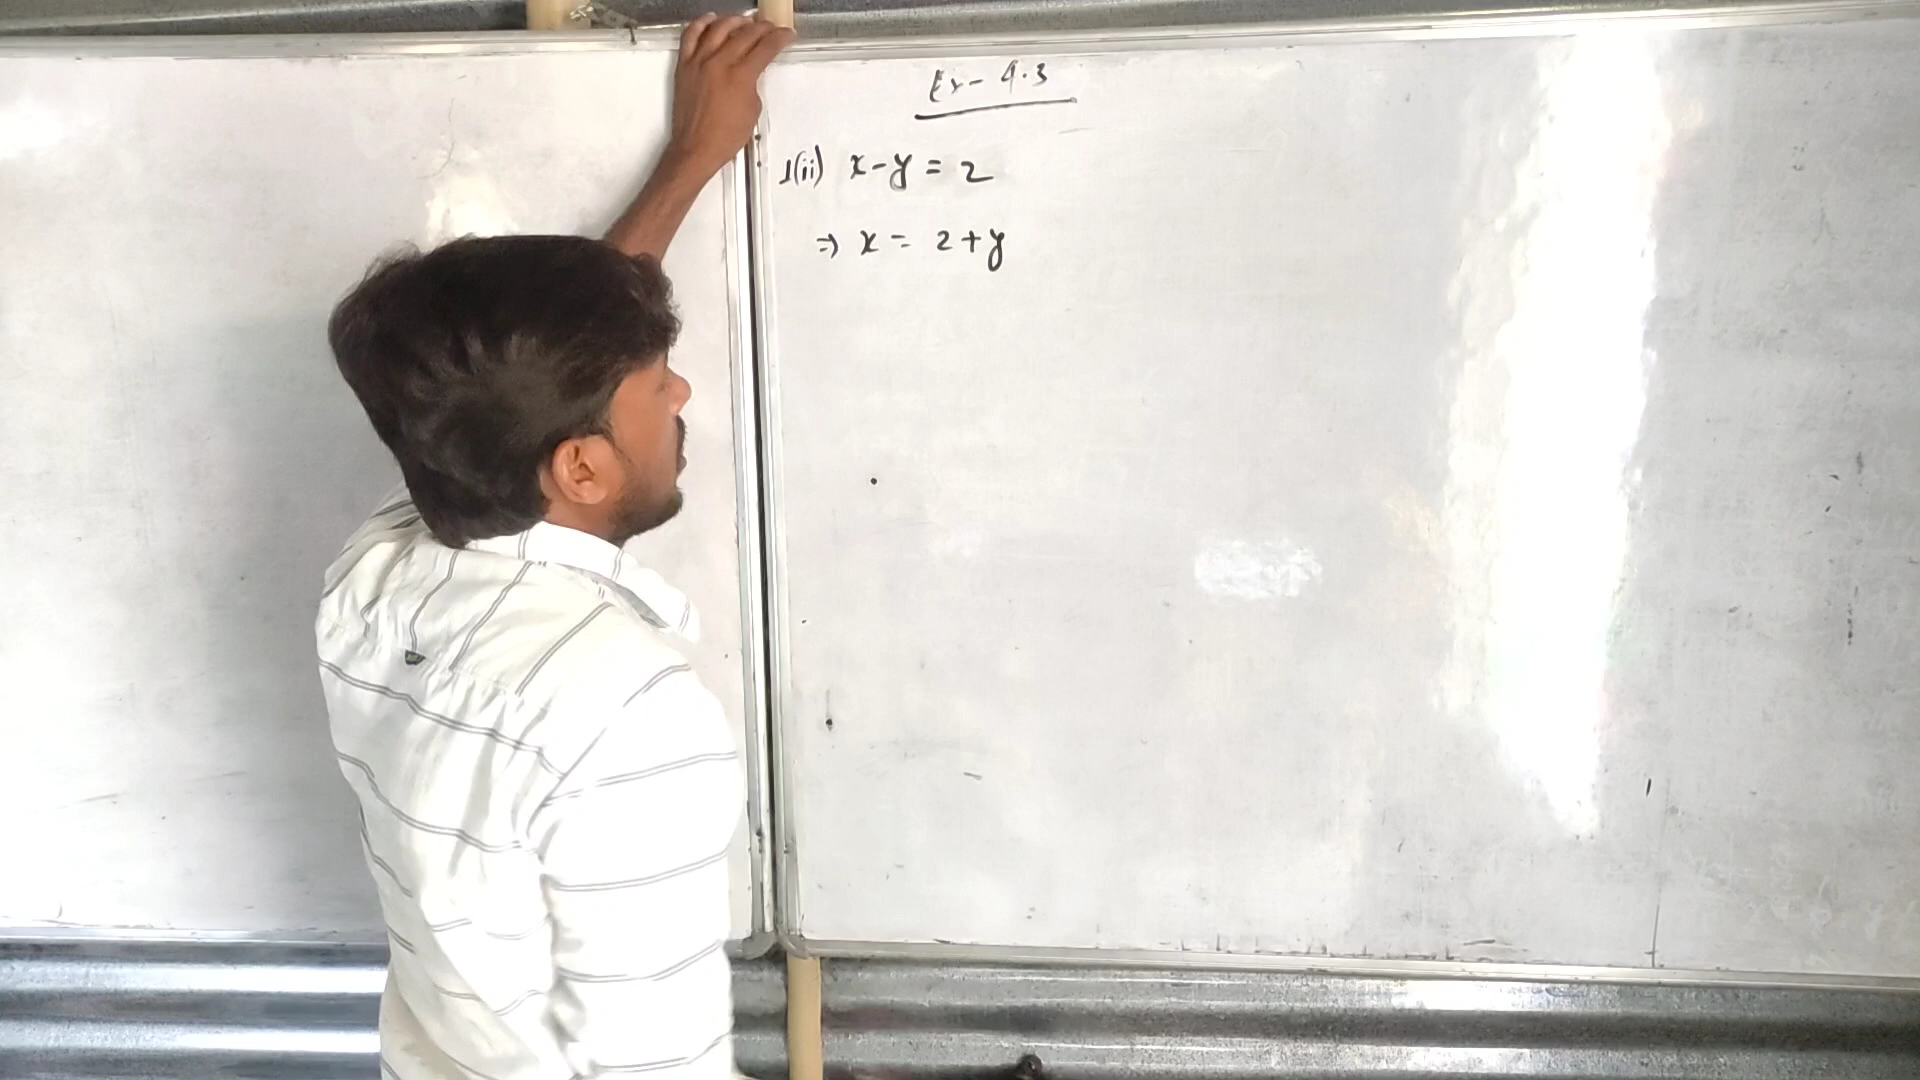 Ex- 4.3
1(ii) x-y = 2
⇒ x = 2+y